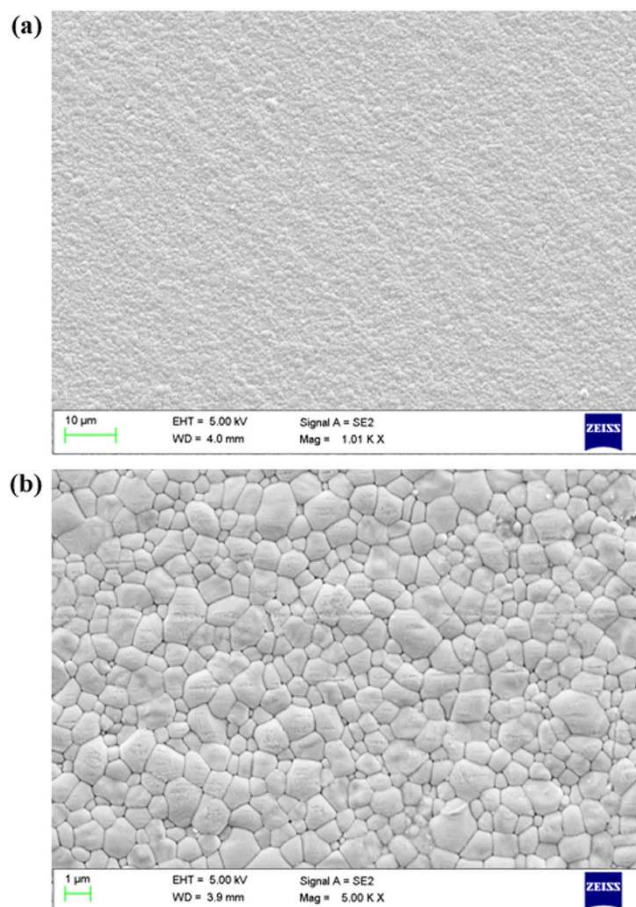 (a)
10 µm
EHT = 5.00 kV
Signal A = SE2
WD = 4.0 mm
Mag = 1.01 K X
ZEISS
(b)
1 µm
EHT = 5.00 kV
Signal A = SE2
WD = 3.9 mm
Mag = 5.00 K X
ZEISS